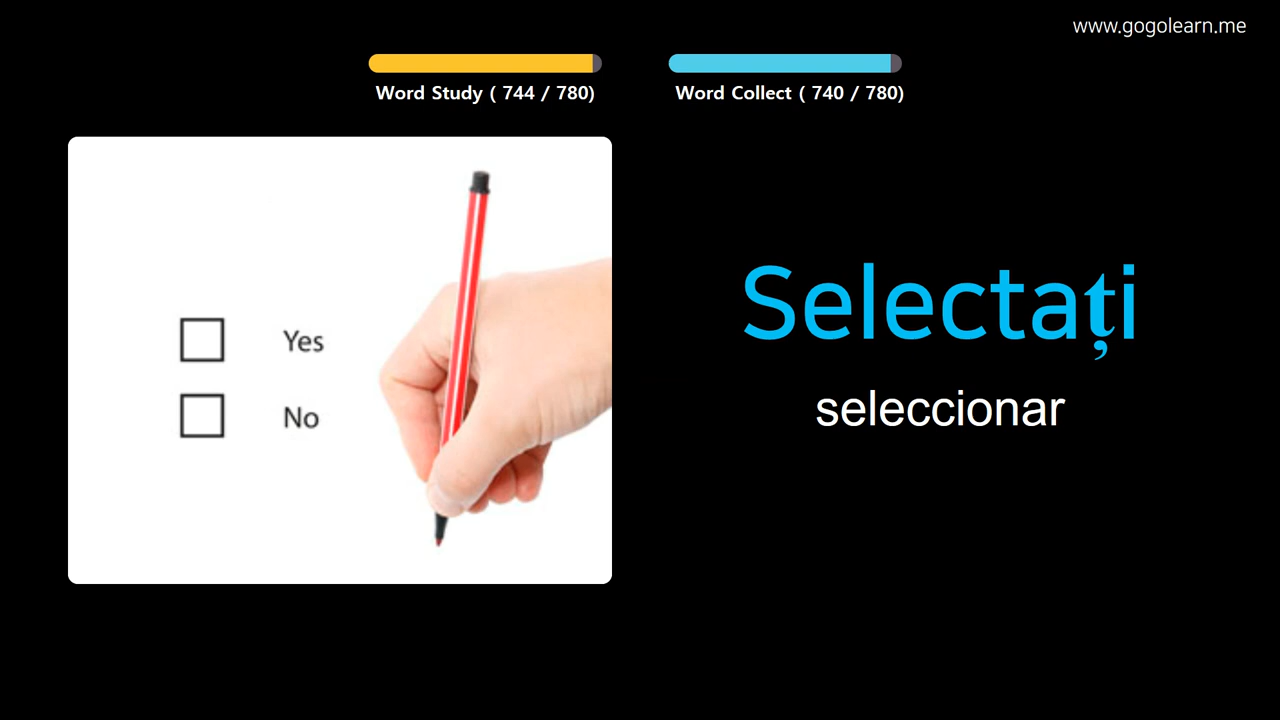 www.gogolearn.me
Word Study ( 744 / 780)
Word Collect ( 740 / 780)
Yes
No
Selectați
seleccionar